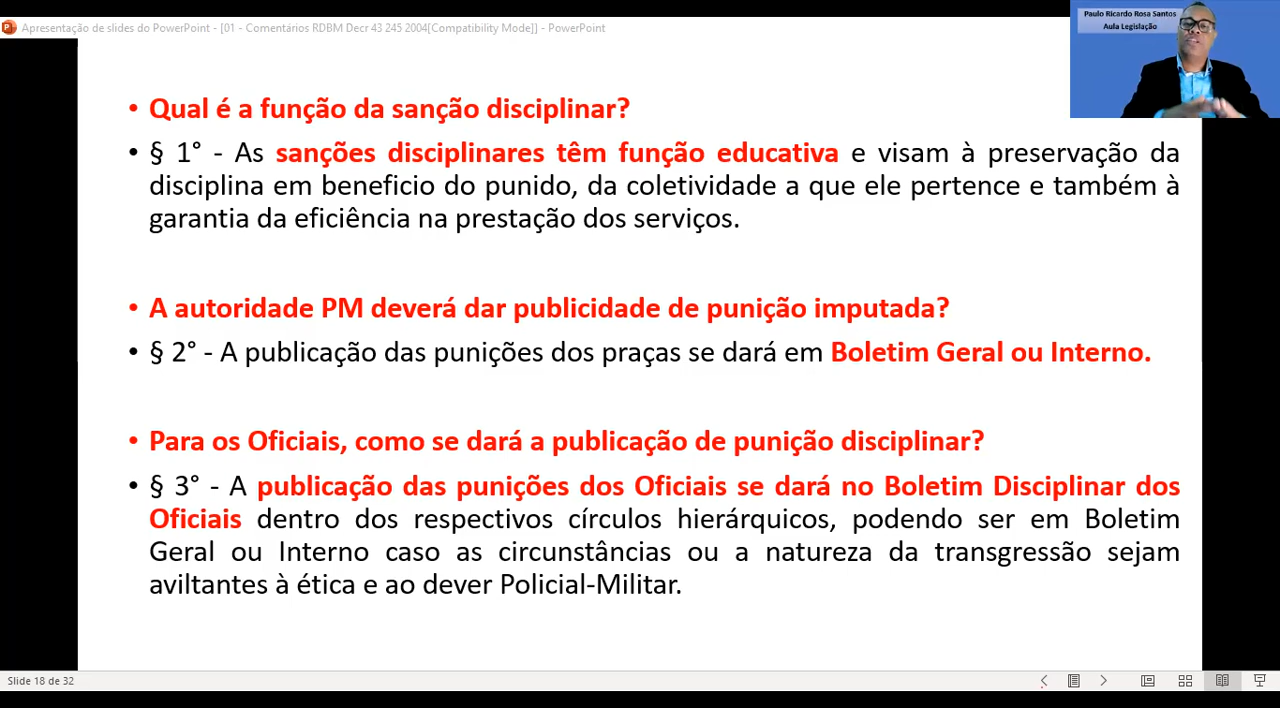 Apresentação de slides do PowerPoint - [01 - Comentários RDBM Decr 43 245 2004[Compatibility Mode]] - PowerPoint
Paulo Ricardo Rosa Santos
Aula Legislação
• Qual é a função da sanção disciplinar?
• § 1° - As sanções disciplinares têm função educativa e visam à preservação da
disciplina em beneficio do punido, da coletividade a que ele pertence e também à
garantia da eficiência na prestação dos serviços.
• A autoridade PM deverá dar publicidade de punição imputada?
• § 2° - A publicação das punições dos praças se dará em Boletim Geral ou Interno.
• Para os Oficiais, como se dará a publicação de punição disciplinar?
• § 3° - A publicação das punições dos Oficiais se dará no Boletim Disciplinar dos
Oficiais dentro dos respectivos círculos hierárquicos, podendo ser em Boletim
Geral ou Interno caso as circunstâncias ou a natureza da transgressão sejam
aviltantes à ética e ao dever Policial-Militar.
Slide 18 de 32